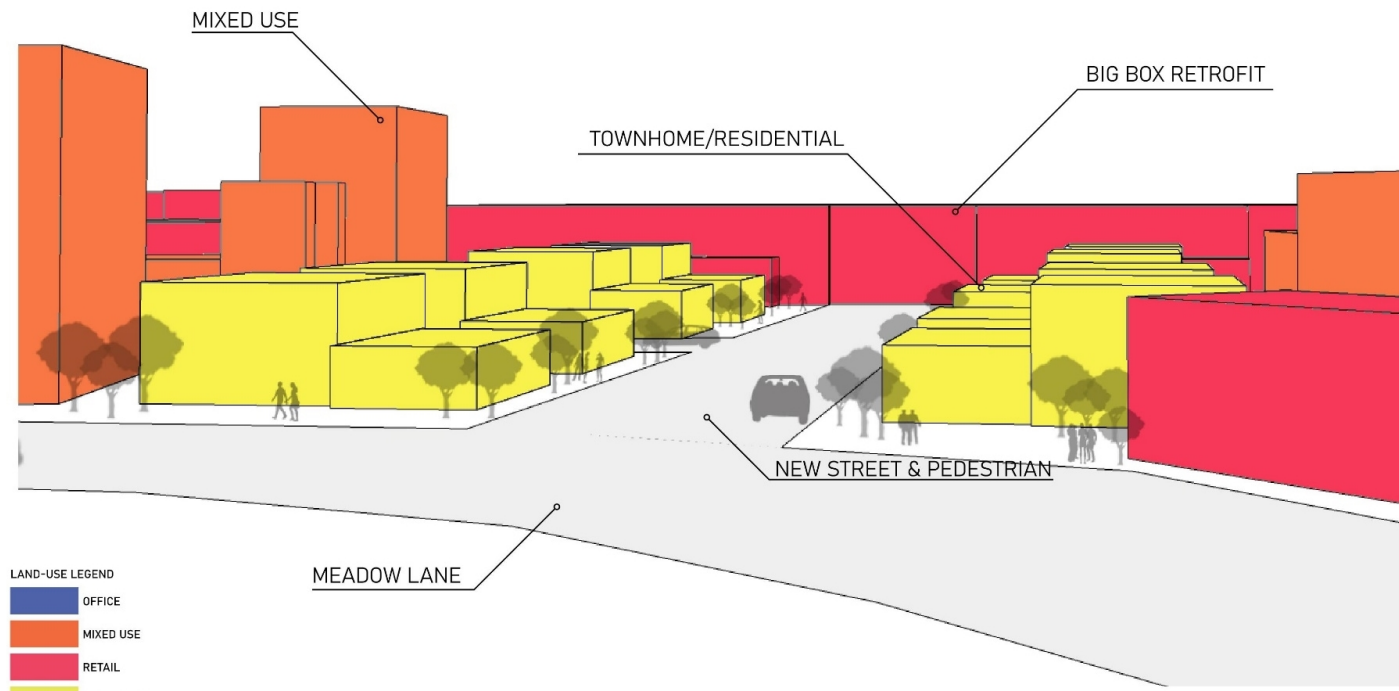 MIXED USE
BIG BOX RETROFIT
TOWNHOME/RESIDENTIAL
NEW STREET & PEDESTRIAN
MEADOW LANE
LAND-USE LEGEND
OFFICE
MIXED USE
RETAIL